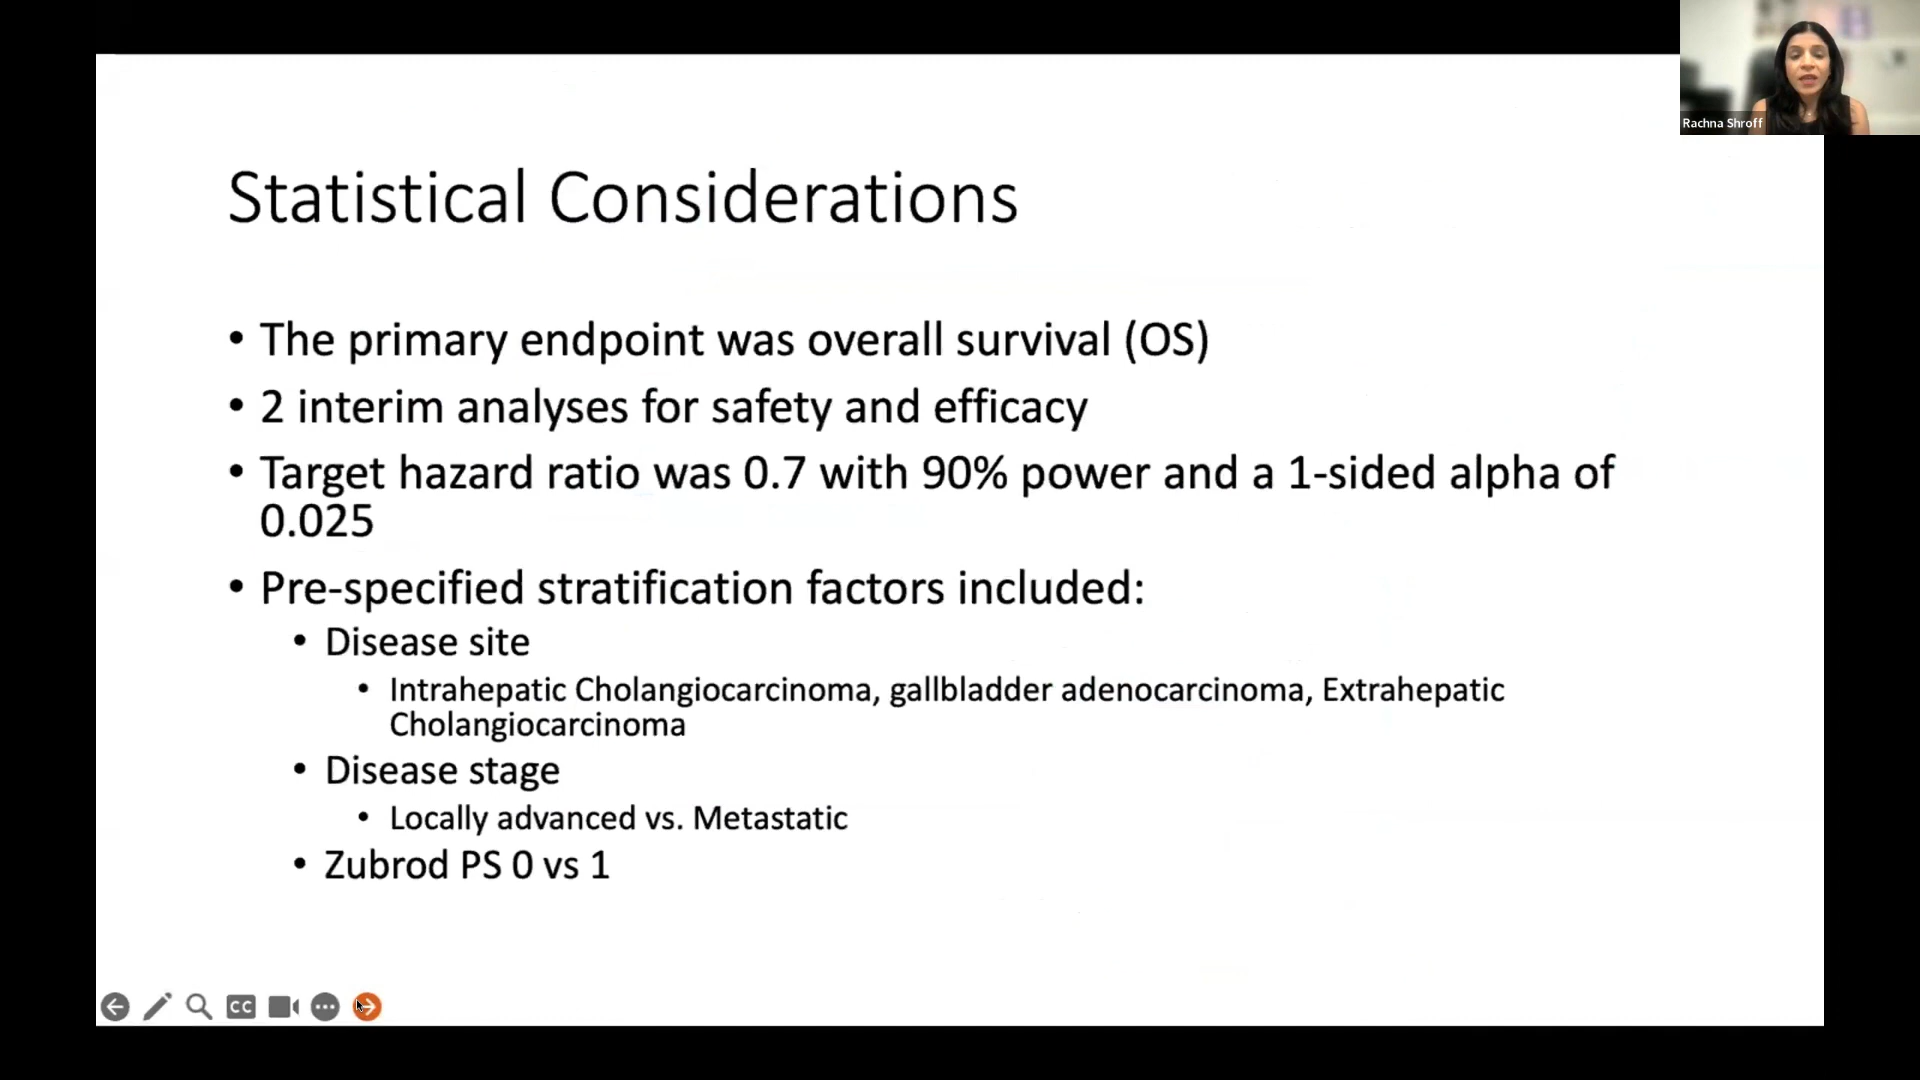 Rachna Shroff
Statistical Considerations
• The primary endpoint was overall survival (OS)
• 2 interim analyses for safety and efficacy
• Target hazard ratio was 0.7 with 90% power and a 1-sided alpha of
0.025
• Pre-specified stratification factors included:
• Disease site
• Intrahepatic Cholangiocarcinoma, gallbladder adenocarcinoma, Extrahepatic
Cholangiocarcinoma
• Disease stage
• Locally advanced vs. Metastatic
• Zubrod PS 0 vs 1
CC